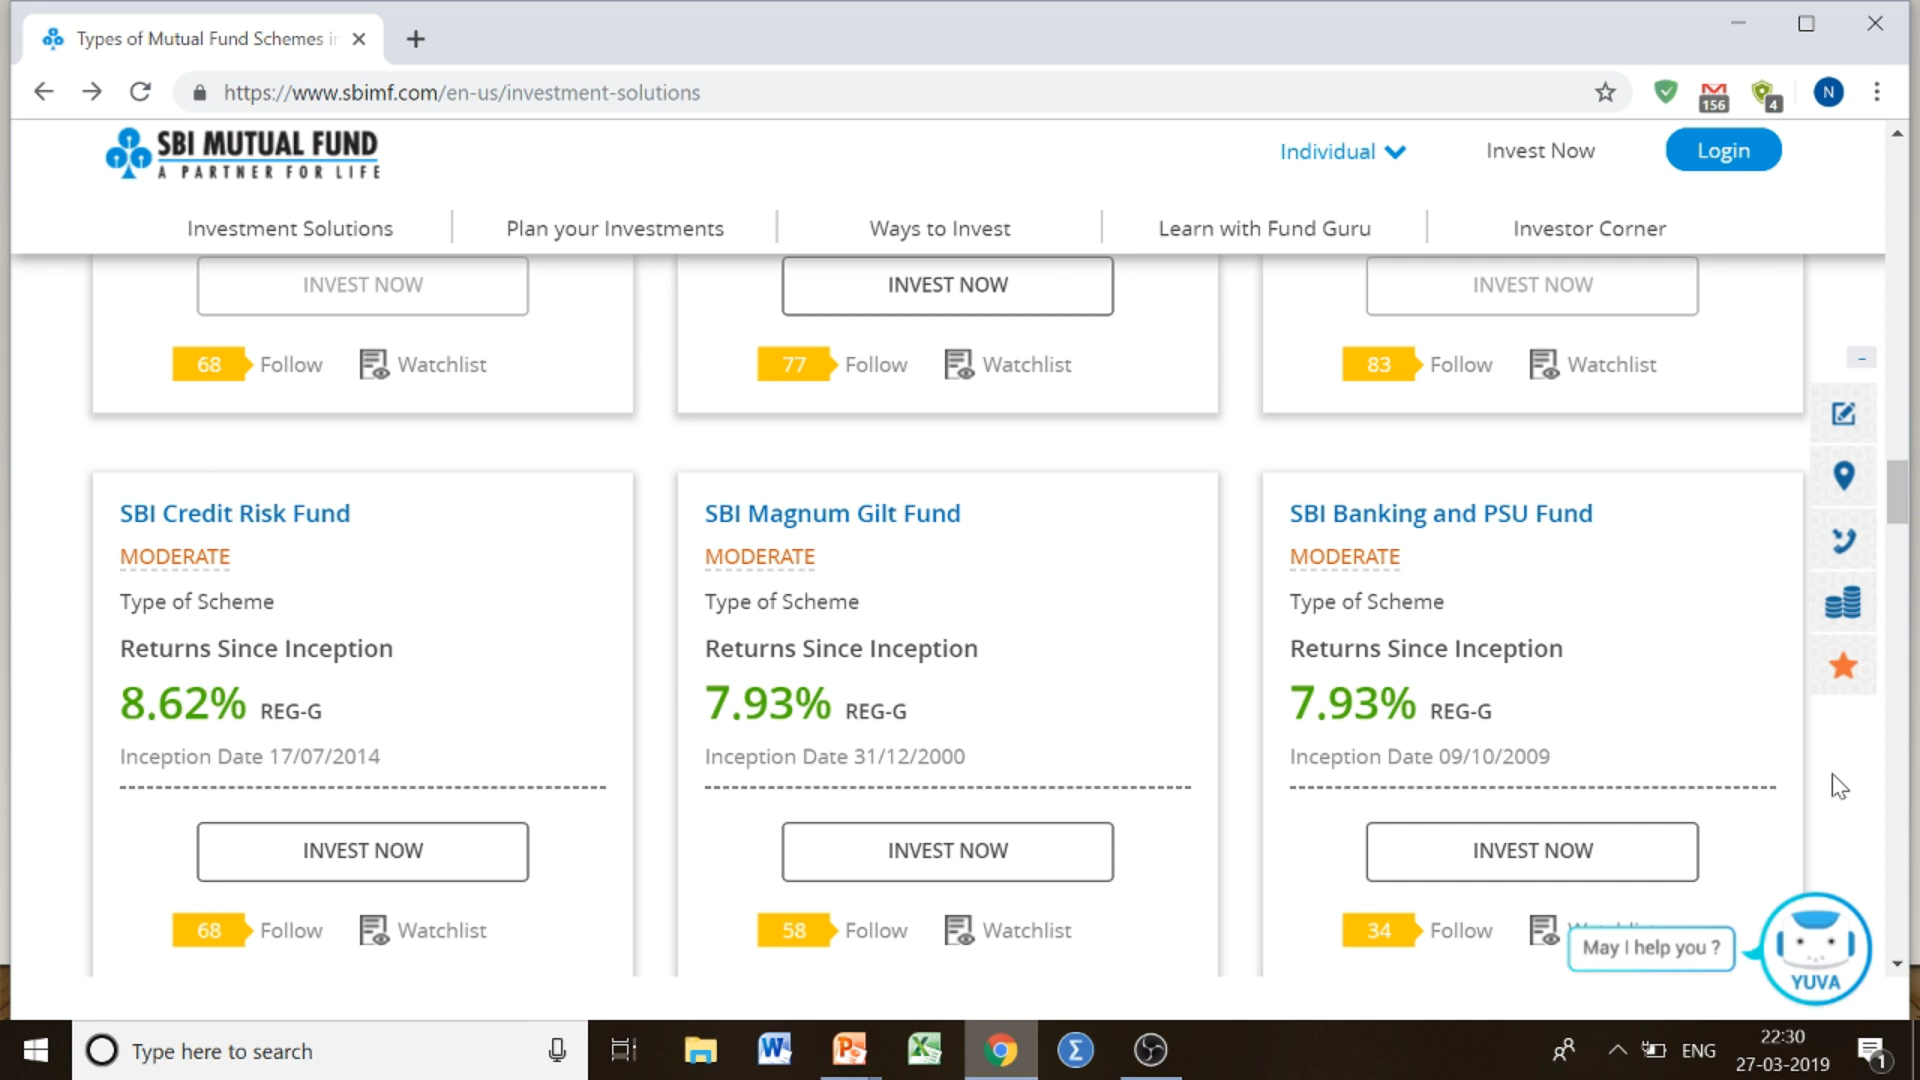 Types of Mutual Fund Schemes in
https://www.sbimf.com/en-us/investment-solutions
156
4
N
SBI MUTUAL FUND
A PARTNER FOR LIFE
Individual
Invest Now
Login
Investment Solutions
Plan your Investments
Ways to Invest
Learn with Fund Guru
Investor Corner
INVEST NOW
INVEST NOW
INVEST NOW
68 Follow Watchlist
77 Follow Watchlist
83 Follow Watchlist
SBI Credit Risk Fund
MODERATE
Type of Scheme
Returns Since Inception
8.62% REG-G
Inception Date 17/07/2014
INVEST NOW
68 Follow Watchlist
SBI Magnum Gilt Fund
MODERATE
Type of Scheme
Returns Since Inception
7.93% REG-G
Inception Date 31/12/2000
INVEST NOW
58 Follow Watchlist
SBI Banking and PSU Fund
MODERATE
Type of Scheme
Returns Since Inception
7.93% REG-G
Inception Date 09/10/2009
INVEST NOW
34 Follow
May I help you ?
YUVA
Type here to search
ENG
22:30
27-03-2019
1